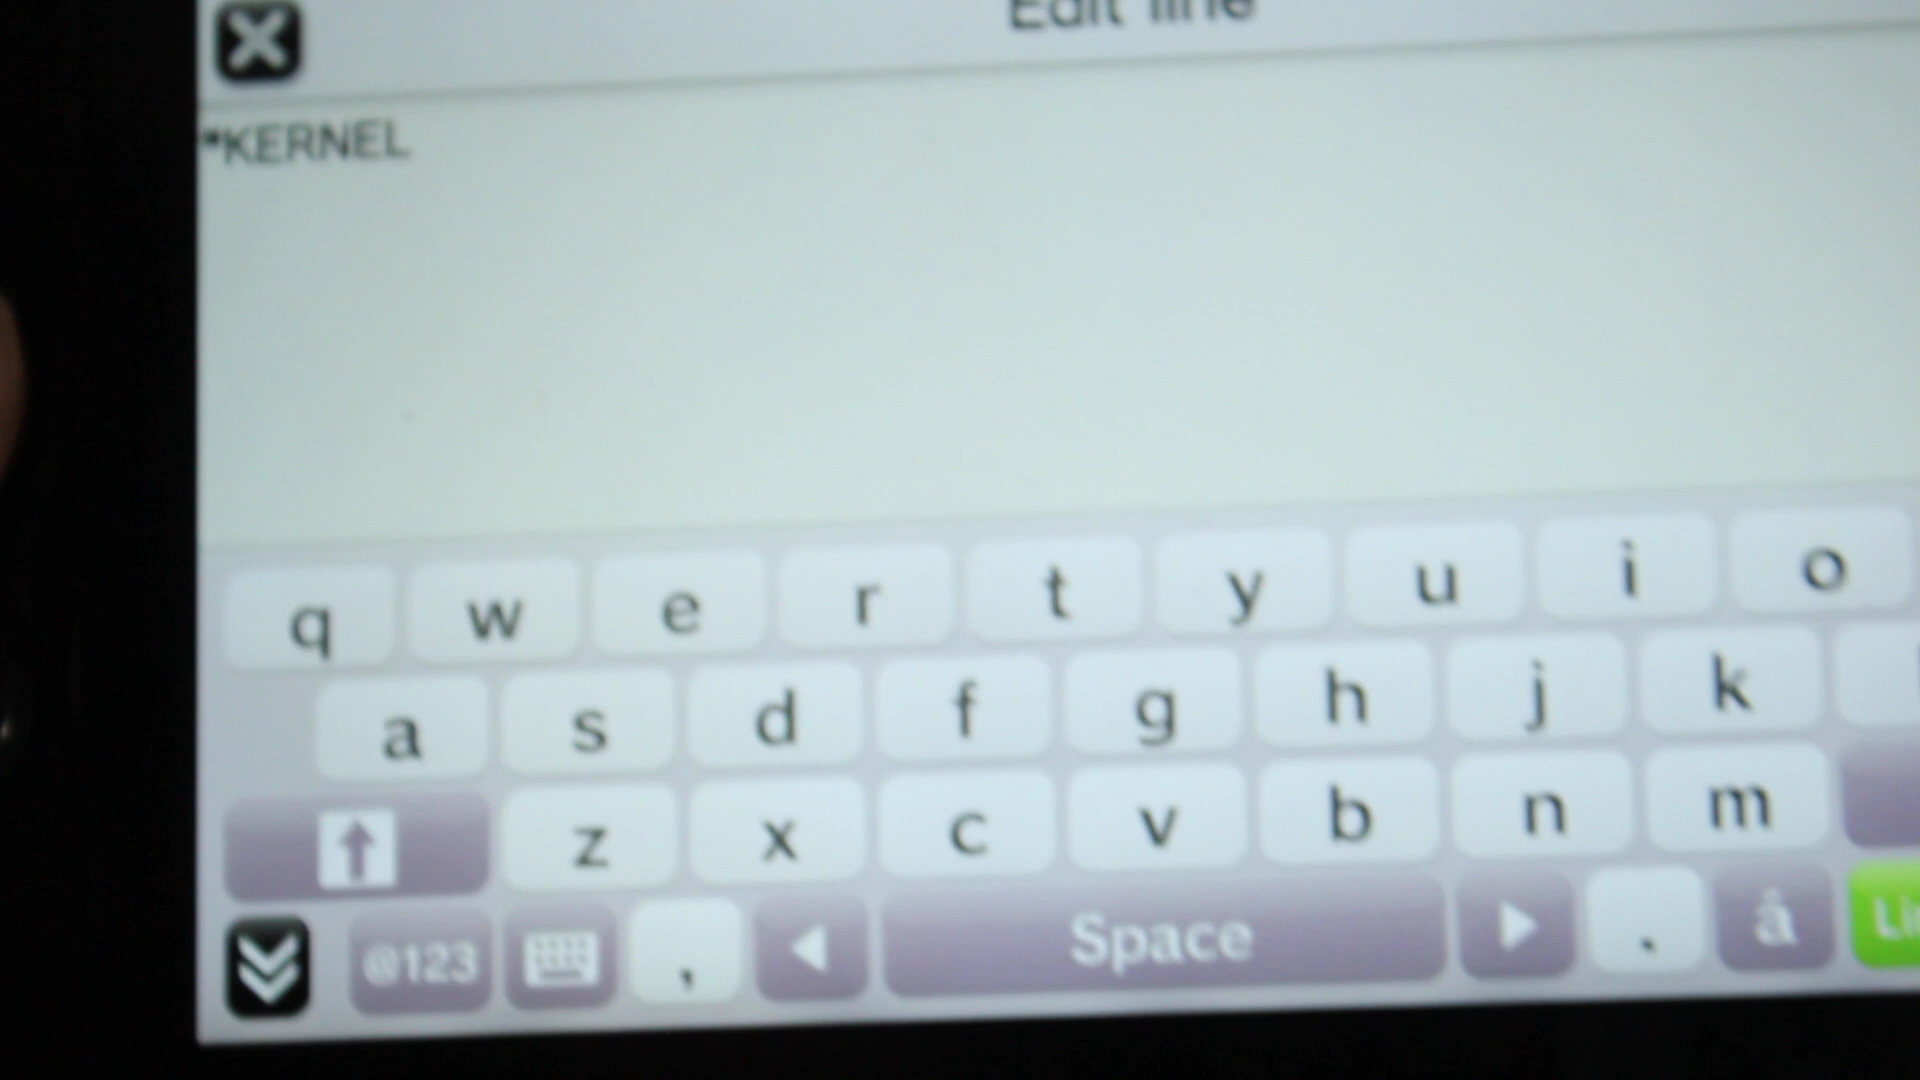 Edit line
*KERNEL
q w e r t y u i o
a s d f g h j k
z x c v b n m
@123 , Space . á